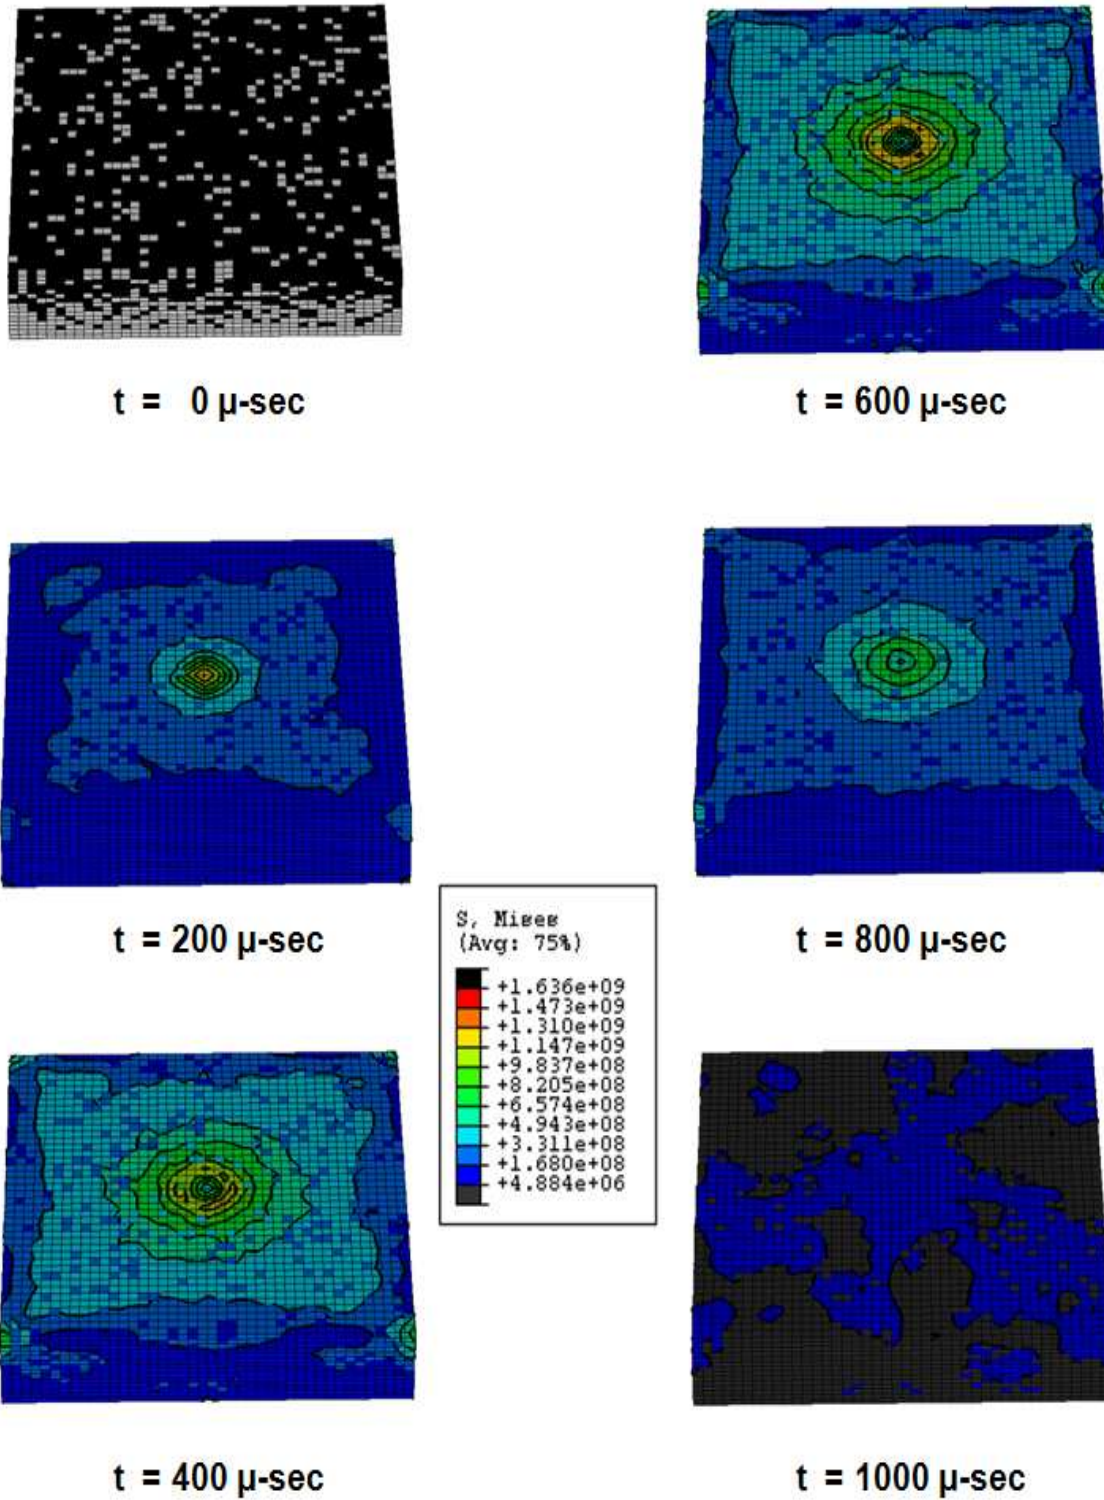 t = 0 µ-sec
t = 600 µ-sec
t = 200 µ-sec
t = 800 µ-sec
S, Mises
(Avg: 75%)
+1.636e+09
+1.473e+09
+1.310e+09
+1.147e+09
+9.837e+08
+8.205e+08
+6.574e+08
+4.943e+08
+3.311e+08
+1.680e+08
+4.884e+06
t = 400 µ-sec
t = 1000 µ-sec